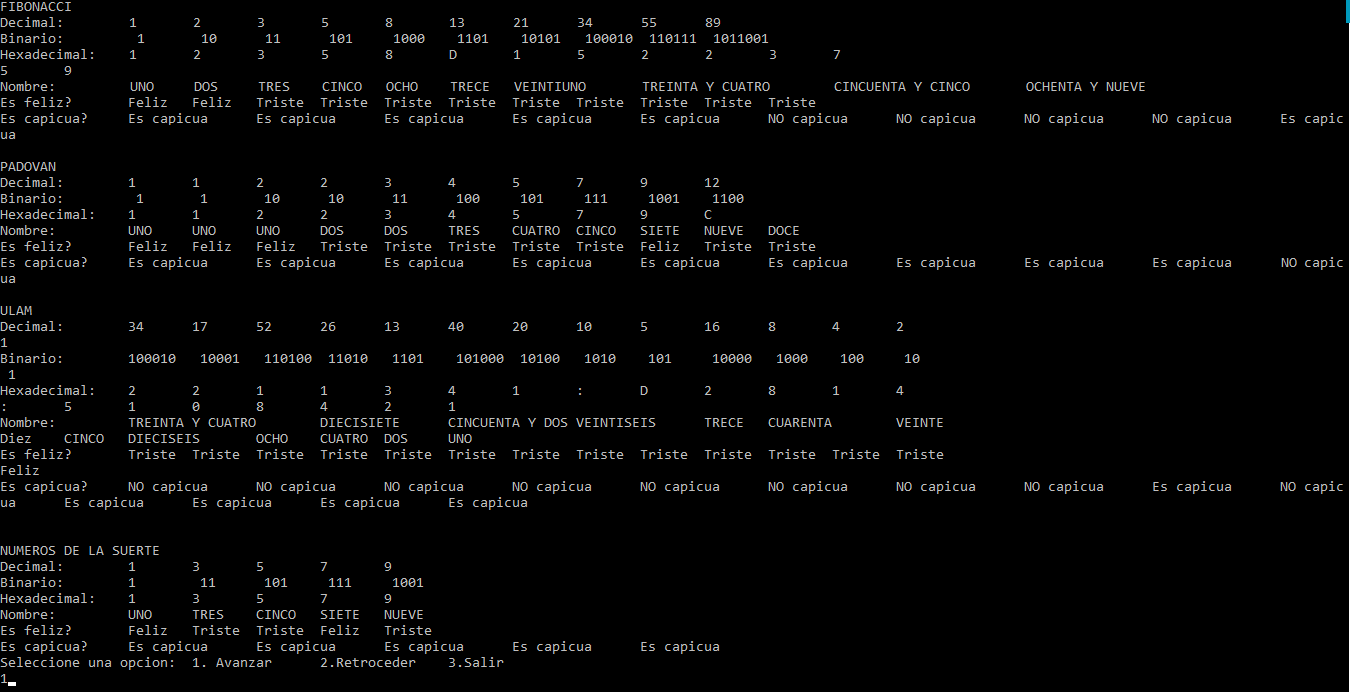 FIBONACCI
Decimal: 1 2 3 5 8 13 21 34 55 89
Binario: 1 10 11 101 1000 1101 10101 100010 110111 1011001
Hexadecimal: 1 2 3 5 8 D 1 5 2 2 3 7
5 9
Nombre: UNO DOS TRES CINCO OCHO TRECE VEINTIUNO TREINTA Y CUATRO CINCUENTA Y CINCO OCHENTA Y NUEVE
Es feliz? Feliz Feliz Triste Triste Triste Triste Triste Triste Triste Triste Triste
Es capicua? Es capicua Es capicua Es capicua Es capicua Es capicua NO capicua NO capicua NO capicua NO capicua Es capic
ua
PADOVAN
Decimal: 1 1 2 2 3 4 5 7 9 12
Binario: 1 1 10 10 11 100 101 111 1001 1100
Hexadecimal: 1 1 2 2 3 4 5 7 9 C
Nombre: UNO UNO UNO DOS DOS TRES CUATRO CINCO SIETE NUEVE DOCE
Es feliz? Feliz Feliz Feliz Triste Triste Triste Triste Triste Feliz Triste Triste
Es capicua? Es capicua Es capicua Es capicua Es capicua Es capicua Es capicua Es capicua Es capicua Es capicua NO capic
ua
ULAM
Decimal: 34 17 52 26 13 40 20 10 5 16 8 4 2
1
Binario: 100010 10001 110100 11010 1101 101000 10100 1010 101 10000 1000 100 10
1
Hexadecimal: 2 2 1 1 3 4 1 : D 2 8 1 4
: 5 1 0 8 4 2 1
Nombre: TREINTA Y CUATRO DIECISIETE CINCUENTA Y DOS VEINTISEIS TRECE CUARENTA VEINTE
Diez CINCO DIECISEIS OCHO CUATRO DOS UNO
Es feliz? Triste Triste Triste Triste Triste Triste Triste Triste Triste Triste Triste Triste Triste
Feliz
Es capicua? NO capicua NO capicua NO capicua NO capicua NO capicua NO capicua NO capicua NO capicua Es capicua NO capic
ua Es capicua Es capicua Es capicua Es capicua
NUMEROS DE LA SUERTE
Decimal: 1 3 5 7 9
Binario: 1 11 101 111 1001
Hexadecimal: 1 3 5 7 9
Nombre: UNO TRES CINCO SIETE NUEVE
Es feliz? Feliz Triste Triste Feliz Triste
Es capicua? Es capicua Es capicua Es capicua Es capicua Es capicua
Seleccione una opcion: 1. Avanzar 2.Retroceder 3.Salir
1